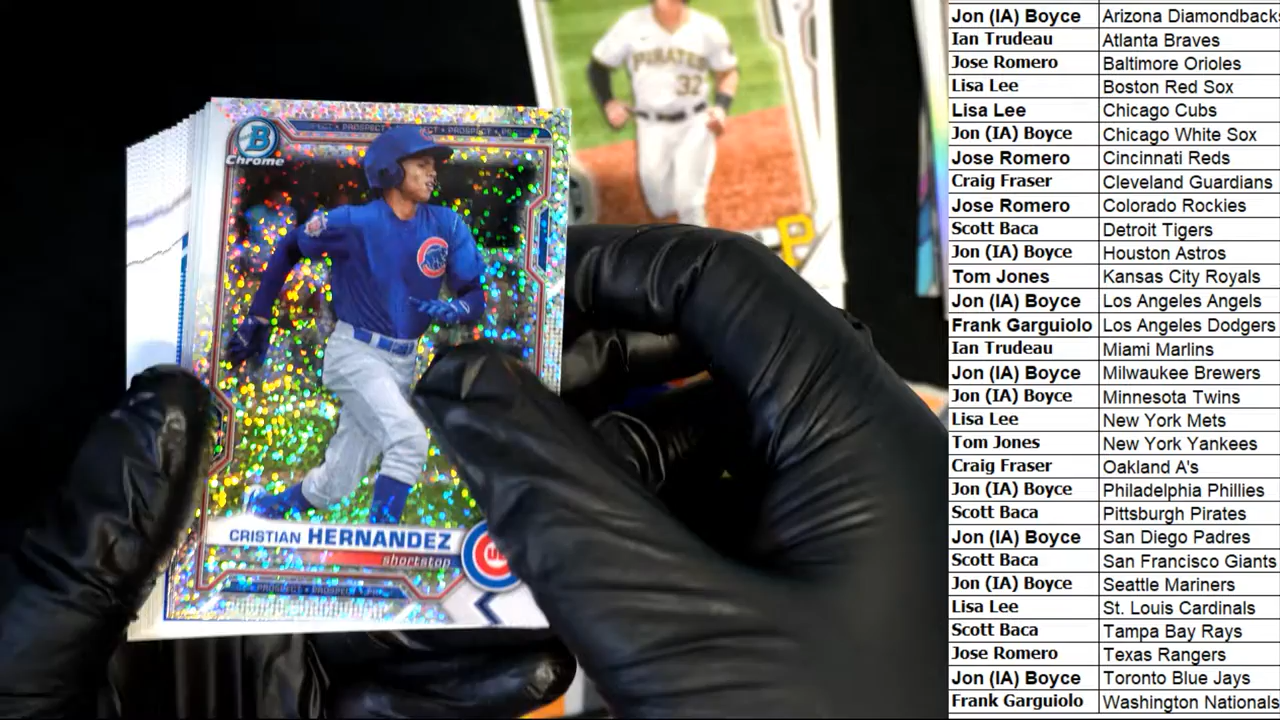 Jon (IA) Boyce Arizona Diamondbacks
Ian Trudeau Atlanta Braves
Jose Romero Baltimore Orioles
Lisa Lee Boston Red Sox
Lisa Lee Chicago Cubs
Jon (IA) Boyce Chicago White Sox
Jose Romero Cincinnati Reds
Craig Fraser Cleveland Guardians
Jose Romero Colorado Rockies
Scott Baca Detroit Tigers
Jon (IA) Boyce Houston Astros
Tom Jones Kansas City Royals
Jon (IA) Boyce Los Angeles Angels
Frank Garguiolo Los Angeles Dodgers
Ian Trudeau Miami Marlins
Jon (IA) Boyce Milwaukee Brewers
Jon (IA) Boyce Minnesota Twins
Lisa Lee New York Mets
Tom Jones New York Yankees
Craig Fraser Oakland A's
Jon (IA) Boyce Philadelphia Phillies
Scott Baca Pittsburgh Pirates
Jon (IA) Boyce San Diego Padres
Scott Baca San Francisco Giants
Jon (IA) Boyce Seattle Mariners
Lisa Lee St. Louis Cardinals
Scott Baca Tampa Bay Rays
Jose Romero Texas Rangers
Jon (IA) Boyce Toronto Blue Jays
Frank Garguiolo Washington Nationals
PIRATES
32
P
B
Chrome
PROSPECT • PROSPECT
CRISTIAN HERNANDEZ
shortstop
PROSPECT • PROSPECT